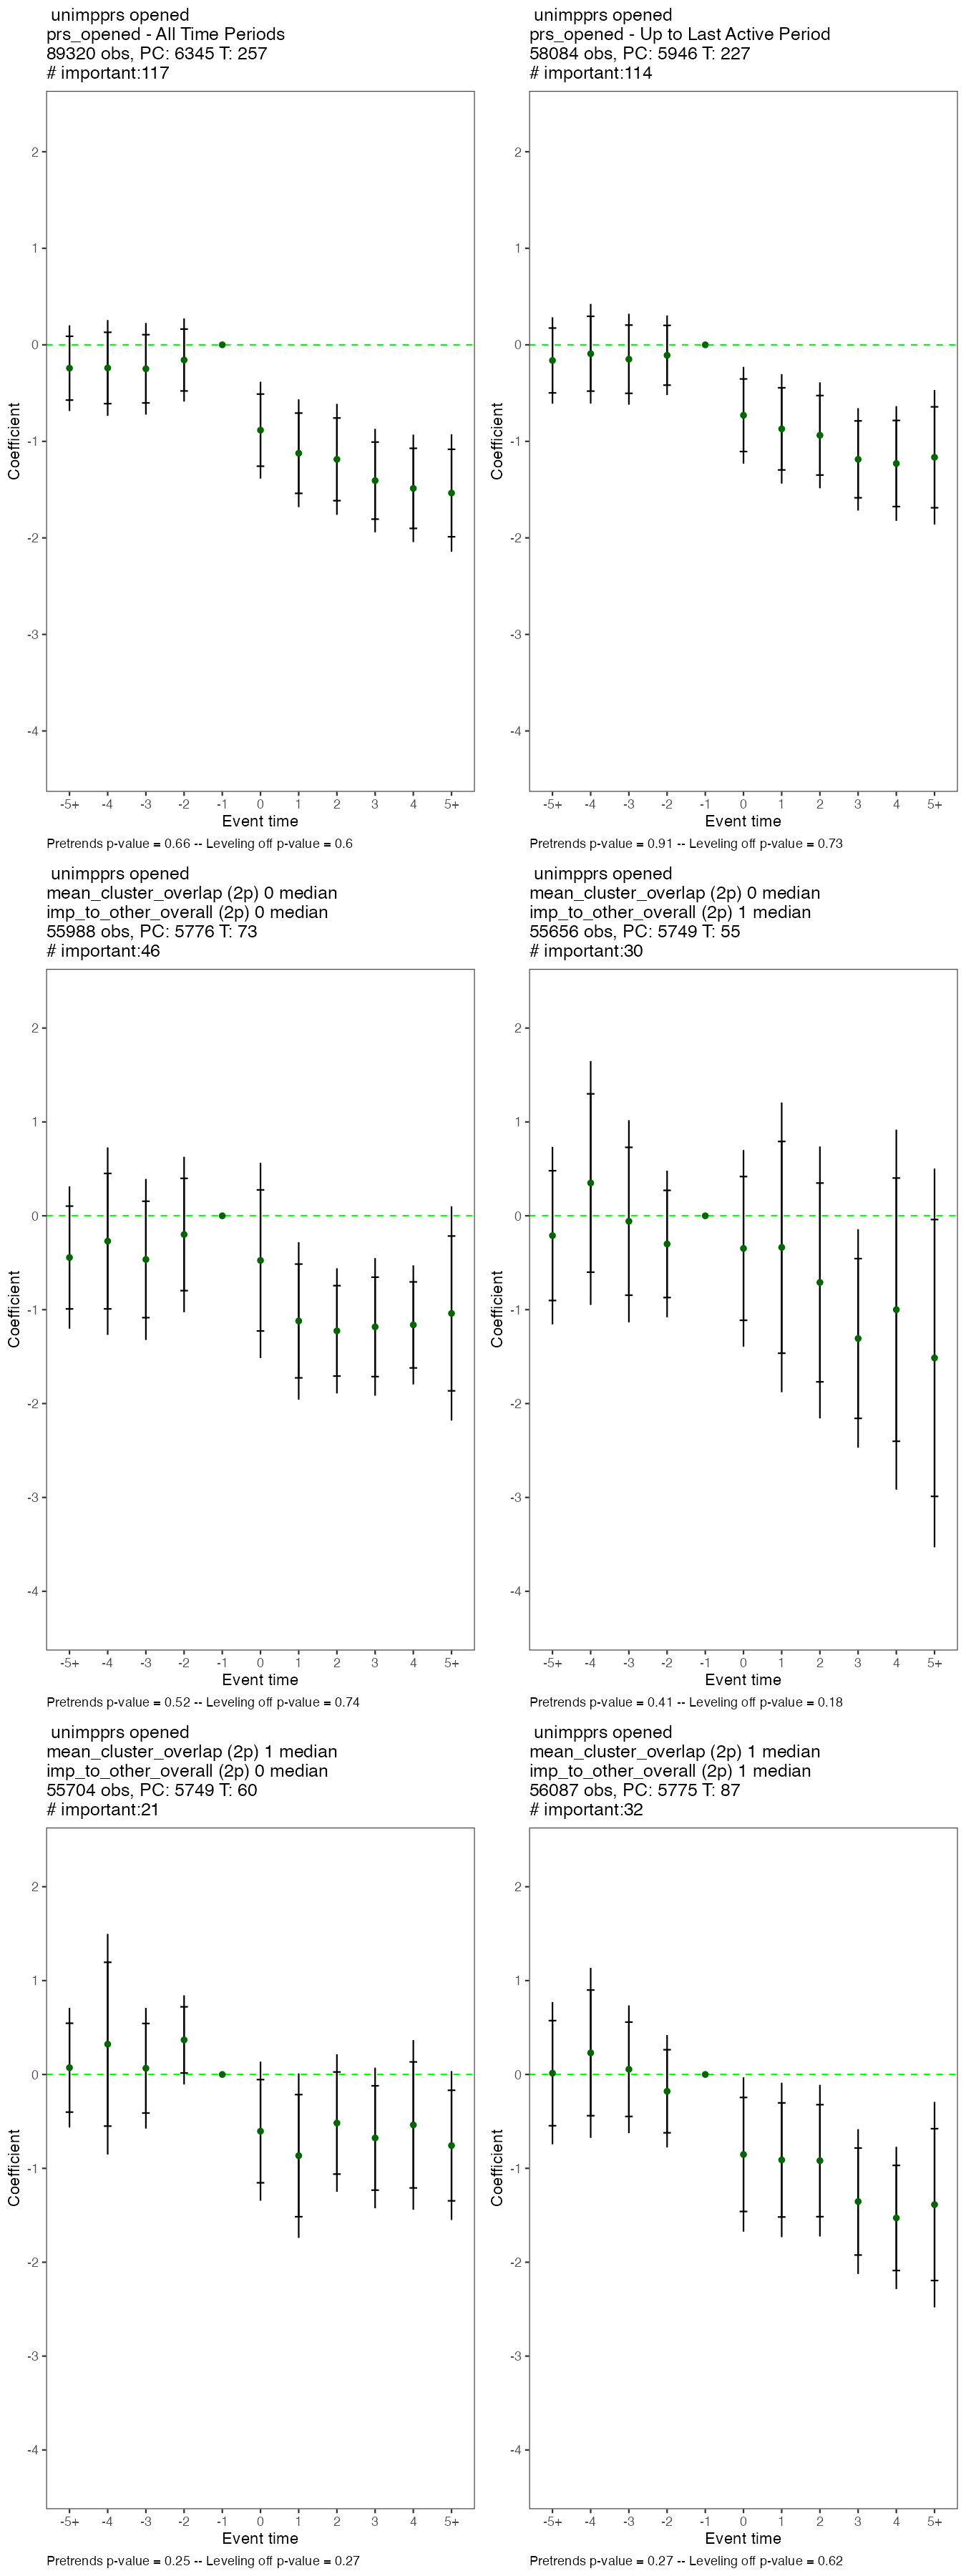 unimpprs opened
prs_opened - All Time Periods
89320 obs, PC: 6345 T: 257
# important:117
2
1
0
-1
-2
-3
-4
Coefficient
-5+ -4 -3 -2 -1 0 1 2 3 4 5+
Event time
Pretrends p-value = 0.66 -- Leveling off p-value = 0.6
unimpprs opened
prs_opened - Up to Last Active Period
58084 obs, PC: 5946 T: 227
# important:114
2
1
0
-1
-2
-3
-4
Coefficient
-5+ -4 -3 -2 -1 0 1 2 3 4 5+
Event time
Pretrends p-value = 0.91 -- Leveling off p-value = 0.73
unimpprs opened
mean_cluster_overlap (2p) 0 median
imp_to_other_overall (2p) 0 median
55988 obs, PC: 5776 T: 73
# important:46
2
1
0
-1
-2
-3
-4
Coefficient
-5+ -4 -3 -2 -1 0 1 2 3 4 5+
Event time
Pretrends p-value = 0.52 -- Leveling off p-value = 0.74
unimpprs opened
mean_cluster_overlap (2p) 0 median
imp_to_other_overall (2p) 1 median
55656 obs, PC: 5749 T: 55
# important:30
2
1
0
-1
-2
-3
-4
Coefficient
-5+ -4 -3 -2 -1 0 1 2 3 4 5+
Event time
Pretrends p-value = 0.41 -- Leveling off p-value = 0.18
unimpprs opened
mean_cluster_overlap (2p) 1 median
imp_to_other_overall (2p) 0 median
55704 obs, PC: 5749 T: 60
# important:21
2
1
0
-1
-2
-3
-4
Coefficient
-5+ -4 -3 -2 -1 0 1 2 3 4 5+
Event time
Pretrends p-value = 0.25 -- Leveling off p-value = 0.27
unimpprs opened
mean_cluster_overlap (2p) 1 median
imp_to_other_overall (2p) 1 median
56087 obs, PC: 5775 T: 87
# important:32
2
1
0
-1
-2
-3
-4
Coefficient
-5+ -4 -3 -2 -1 0 1 2 3 4 5+
Event time
Pretrends p-value = 0.27 -- Leveling off p-value = 0.62